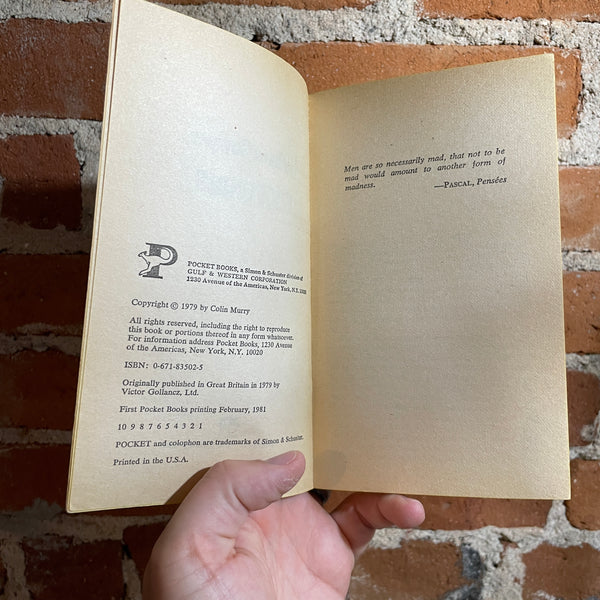 P
POCKET BOOKS, a Simon & Schuster division of
GULF & WESTERN CORPORATION
1230 Avenue of the Americas, New York, N.Y. 10020
Copyright © 1979 by Colin Murry
All rights reserved, including the right to reproduce
this book or portions thereof in any form whatsoever.
For information address Pocket Books, 1230 Avenue
of the Americas, New York, N.Y. 10020
ISBN: 0-671-83502-5
Originally published in Great Britain in 1979 by
Victor Gollancz, Ltd.
First Pocket Books printing February, 1981
10 9 8 7 6 5 4 3 2 1
POCKET and colophon are trademarks of Simon & Schuster.
Printed in the U.S.A.
Men are so necessarily mad, that not to be
mad would amount to another form of
madness. —PASCAL, Pensées